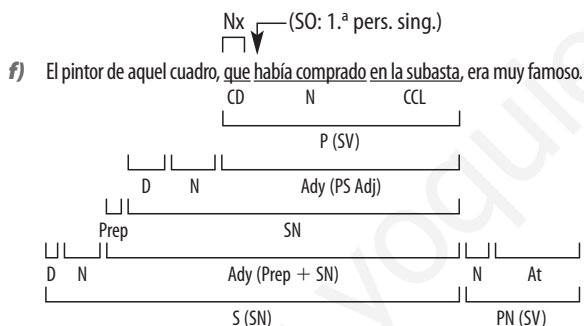 Nx (SO: 1.ª pers. sing.)
f) El pintor de aquel cuadro, que había comprado en la subasta, era muy famoso.
CD N CCL
P (SV)
D N Ady (PS Adj)
Prep SN
D N Ady (Prep + SN) N At
S (SN) PN (SV)